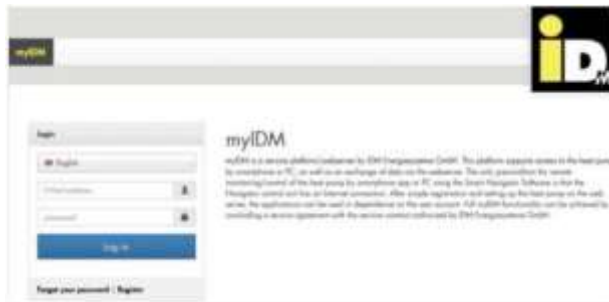 myIDM
iDM
login
English
E-Mail-address
password
Log in
Forgot your password | Register
myIDM
myIDM is a service platform/webserver by IDM Energiesysteme GmbH. This platform supports access to the heat pump
by smartphone or PC, as well as an exchange of data via the webserver. The only precondition for remote
monitoring/control of the heat pump by smartphone app or PC using the Smart Navigator Software is that the
Navigator control unit has an Internet connection. After simple registration and setting up the heat pump on the web
server, the applications can be used in dependence on the user account. Full myIDM functionality can be achieved by
concluding a service agreement with the service centre authorised by IDM Energiesysteme GmbH.